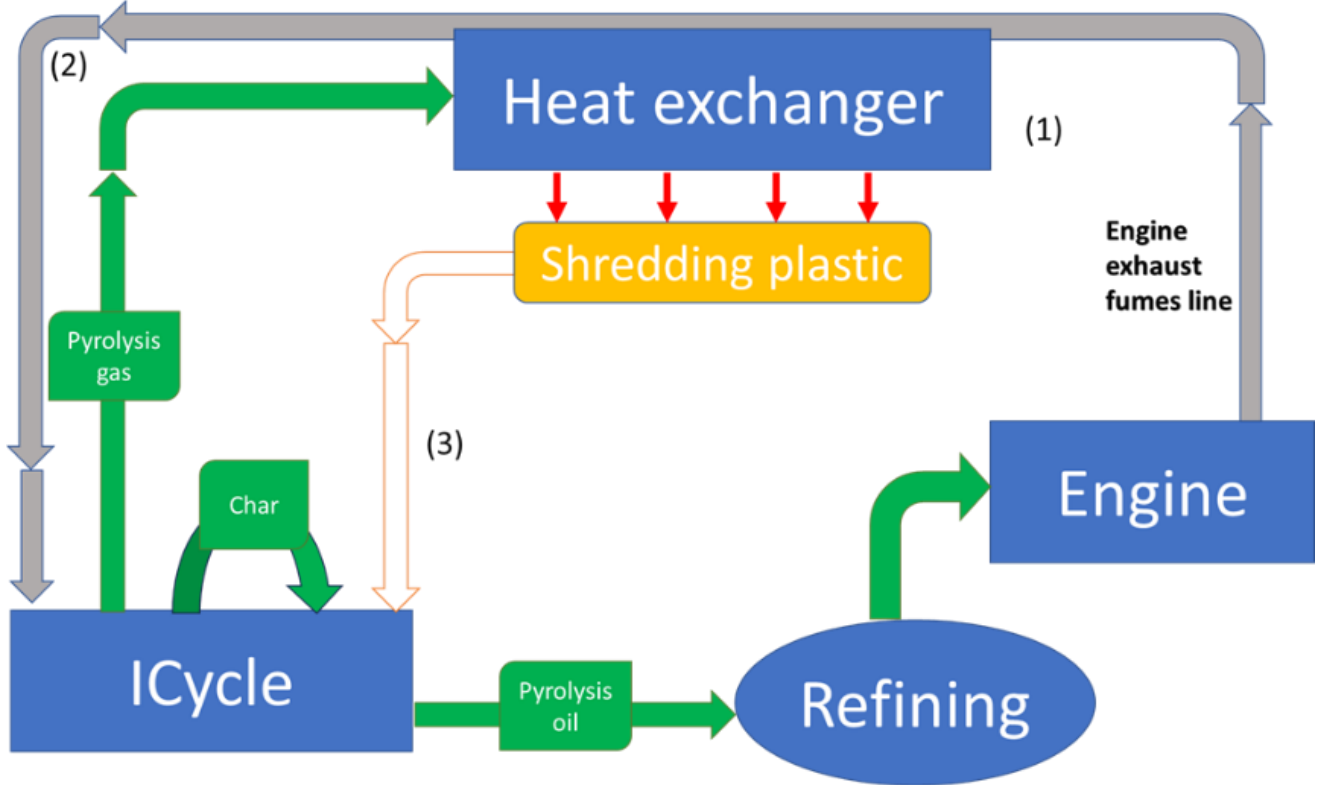 (2)
Heat exchanger
(1)
Shredding plastic
Engine
exhaust
fumes line
Pyrolysis
gas
(3)
Char
Engine
ICycle
Pyrolysis
oil
Refining